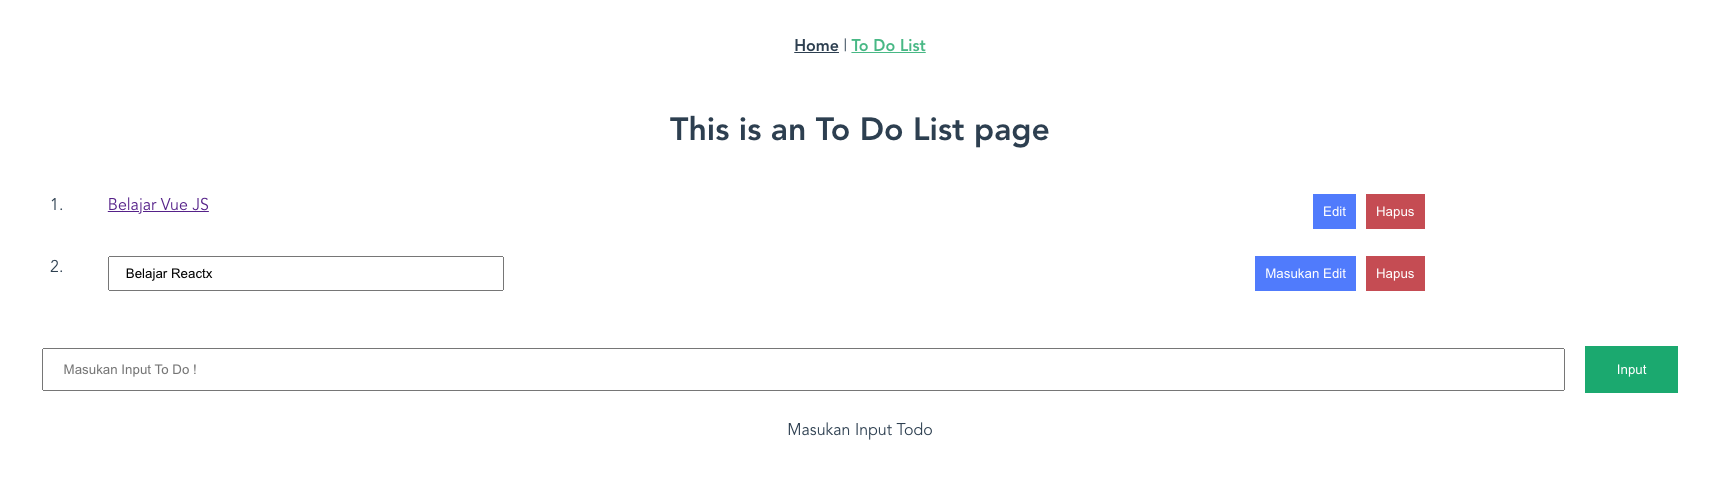 Home | To Do List
This is an To Do List page
1. Belajar Vue JS Edit Hapus
2. Belajar Reactx Masukan Edit Hapus
Masukan Input To Do ! Input
Masukan Input Todo